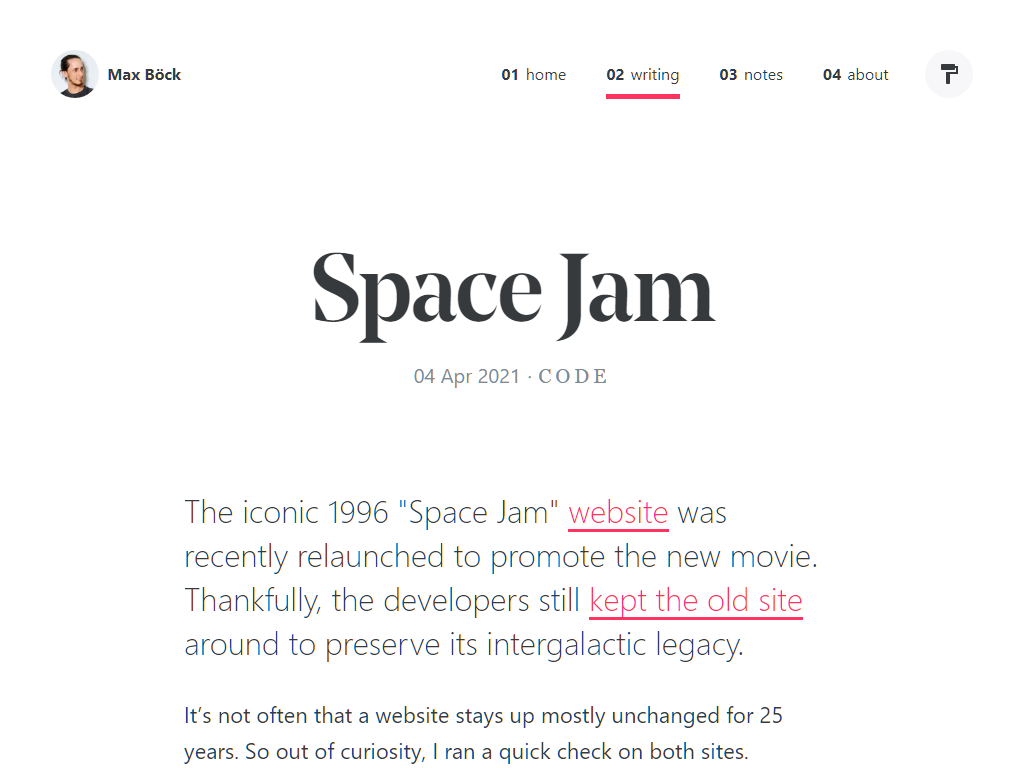 Max Böck
01 home 02 writing 03 notes 04 about
Space Jam
04 Apr 2021 · CODE
The iconic 1996 "Space Jam" website was
recently relaunched to promote the new movie.
Thankfully, the developers still kept the old site
around to preserve its intergalactic legacy.
It’s not often that a website stays up mostly unchanged for 25
years. So out of curiosity, I ran a quick check on both sites.